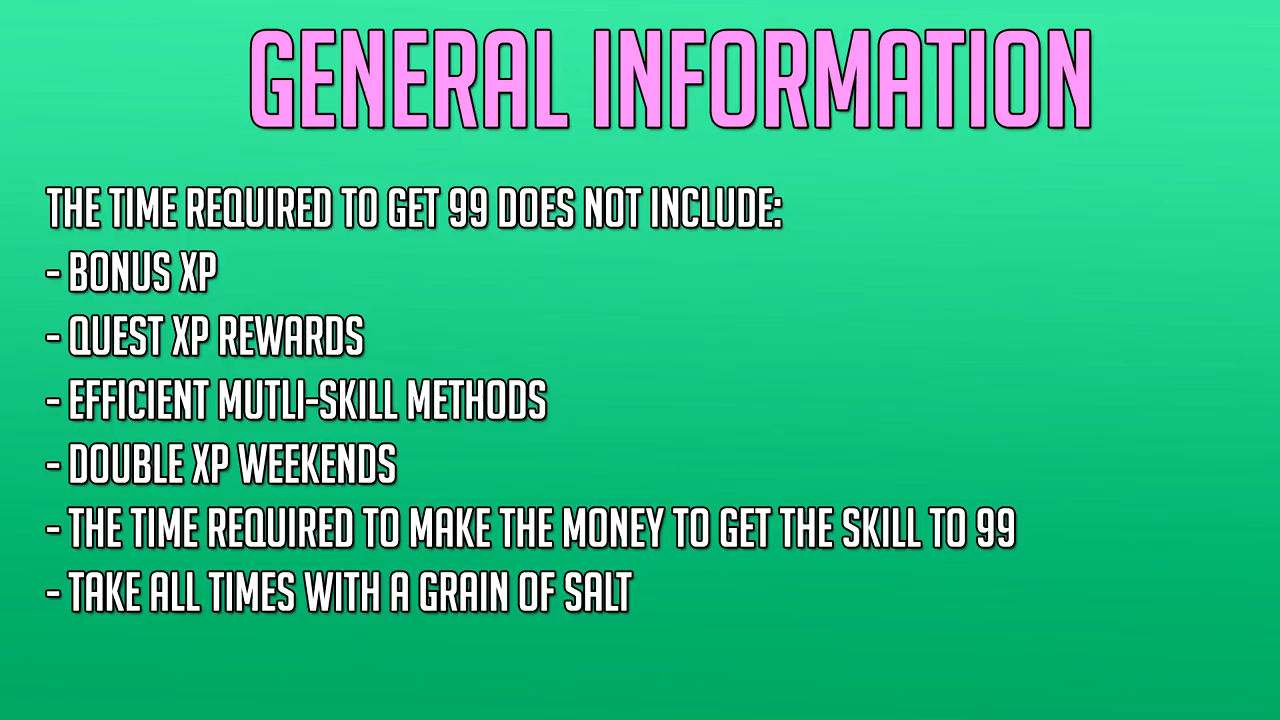 GENERAL INFORMATION
THE TIME REQUIRED TO GET 99 DOES NOT INCLUDE:
- BONUS XP
- QUEST XP REWARDS
- EFFICIENT MUTLI-SKILL METHODS
- DOUBLE XP WEEKENDS
- THE TIME REQUIRED TO MAKE THE MONEY TO GET THE SKILL TO 99
- TAKE ALL TIMES WITH A GRAIN OF SALT